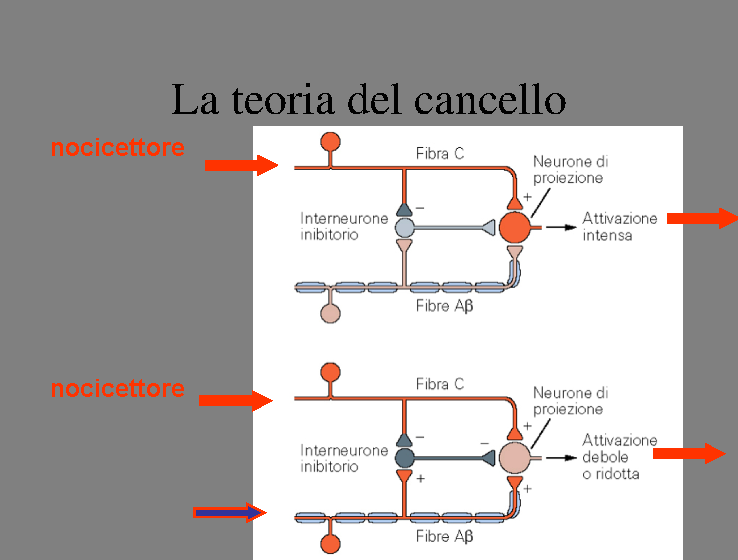 La teoria del cancello
nocicettore
Fibra C
Neurone di
proiezione
+
−
Interneurone
inibitorio
Attivazione
intensa
Fibre Aβ
nocicettore
Fibra C
Neurone di
proiezione
+
−
−
Interneurone
inibitorio
Attivazione
debole
o ridotta
+
+
Fibre Aβ